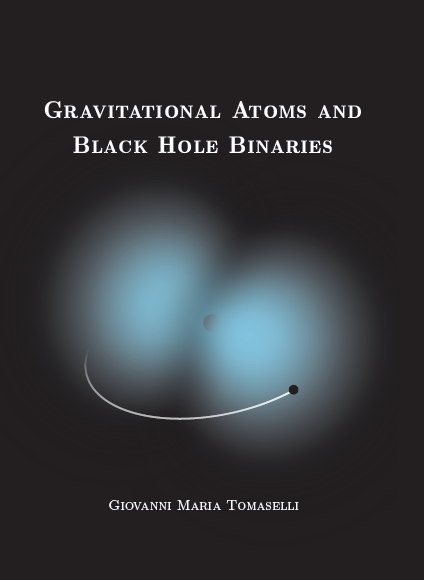 Gravitational Atoms and
Black Hole Binaries
Giovanni Maria Tomaselli